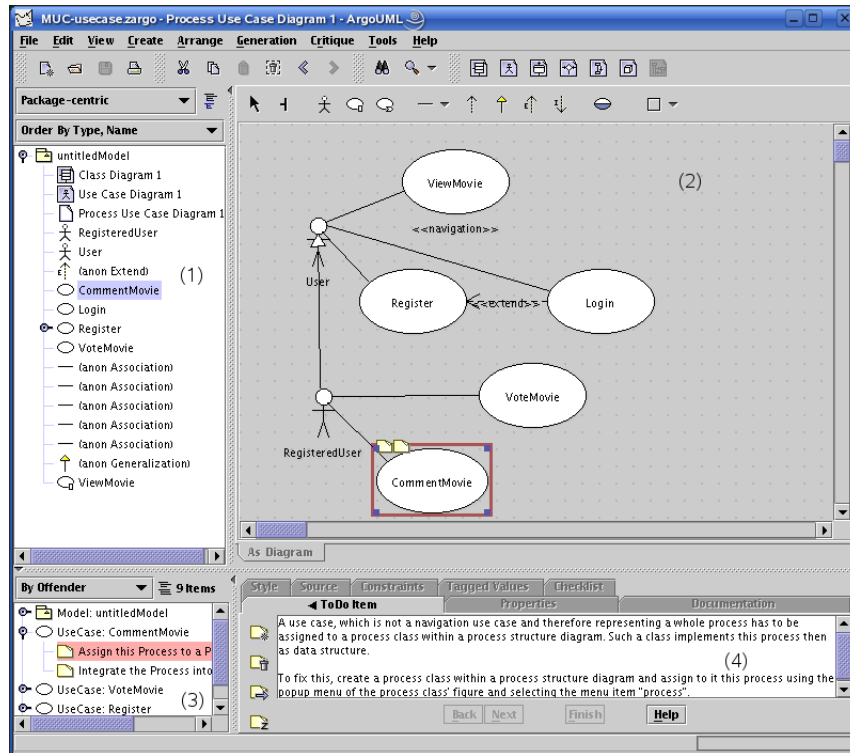 MUC-usecase.zargo - Process Use Case Diagram 1 - ArgoUML
File Edit View Create Arrange Generation Critique Tools Help
Package-centric
Order By Type, Name
untitledModel
Class Diagram 1
Use Case Diagram 1
Process Use Case Diagram 1
RegisteredUser
User
(anon Extend)
(1)
CommentMovie
Login
Register
VoteMovie
(anon Association)
(anon Association)
(anon Association)
(anon Association)
(anon Association)
(anon Generalization)
ViewMovie
ViewMovie
(2)
<<navigation>>
User
Register
<<extend>>
Login
VoteMovie
RegisteredUser
CommentMovie
As Diagram
By Offender
9 Items
Model: untitledModel
UseCase: CommentMovie
Assign this Process to a P
Integrate the Process into
UseCase: VoteMovie
(3)
UseCase: Register
Style Source Constraints Tagged Values Checklist
ToDo Item Properties Documentation
A use case, which is not a navigation use case and therefore representing a whole process has to be
assigned to a process class within a process structure diagram. Such a class implements this process then
as data structure.
(4)
To fix this, create a process class within a process structure diagram and assign to it this process using the
popup menu of the process class' figure and selecting the menu item "process".
Back Next Finish Help